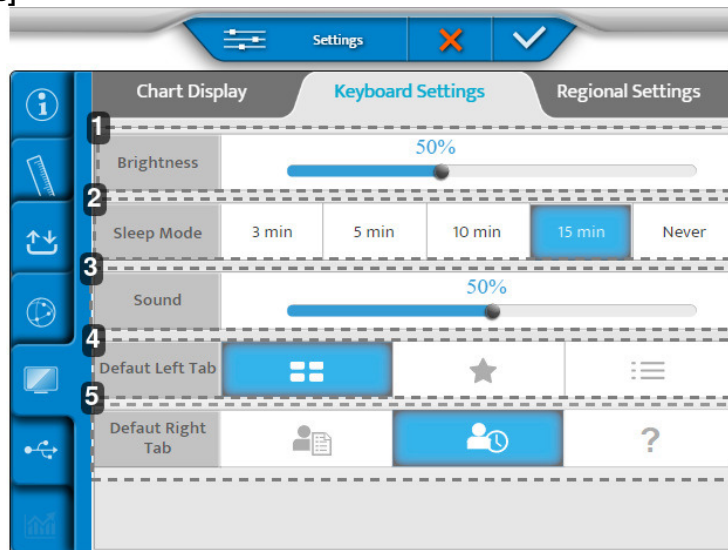 Settings
Chart Display Keyboard Settings Regional Settings
1
50%
Brightness
2
Sleep Mode 3 min 5 min 10 min 15 min Never
3
50%
Sound
4
Defaut Left Tab
5
Defaut Right
Tab ?